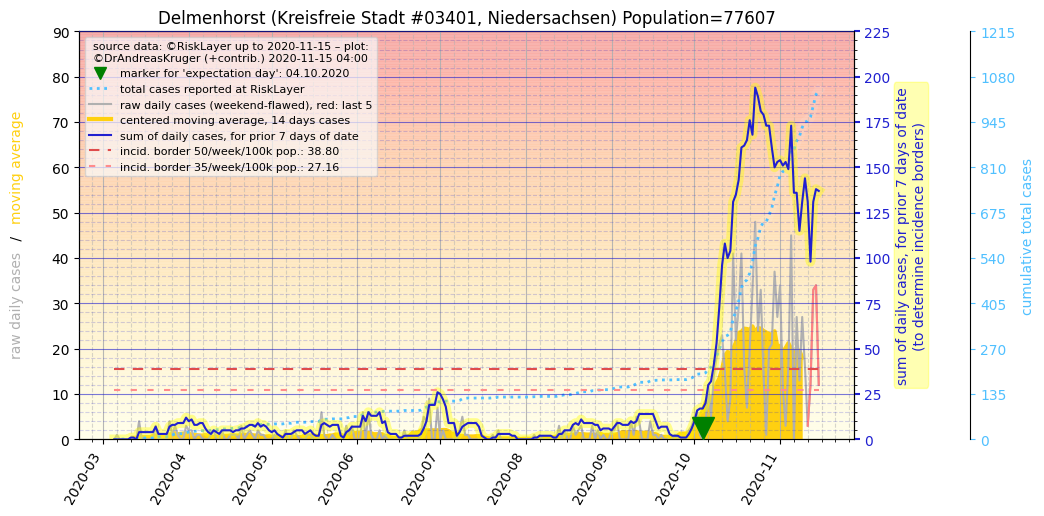 Delmenhorst (Kreisfreie Stadt #03401, Niedersachsen) Population=77607
source data: ©RiskLayer up to 2020-11-15 – plot:
©DrAndreasKruger (+contrib.) 2020-11-15 04:00
marker for 'expectation day': 04.10.2020
total cases reported at RiskLayer
raw daily cases (weekend-flawed), red: last 5
centered moving average, 14 days cases
sum of daily cases, for prior 7 days of date
incid. border 50/week/100k pop.: 38.80
incid. border 35/week/100k pop.: 27.16
raw daily cases / moving average
90
80
70
60
50
40
30
20
10
0
225
200
175
150
125
100
75
50
25
0
sum of daily cases, for prior 7 days of date
(to determine incidence borders)
1215
1080
945
810
675
540
405
270
135
0
cumulative total cases
2020-03
2020-04
2020-05
2020-06
2020-07
2020-08
2020-09
2020-10
2020-11